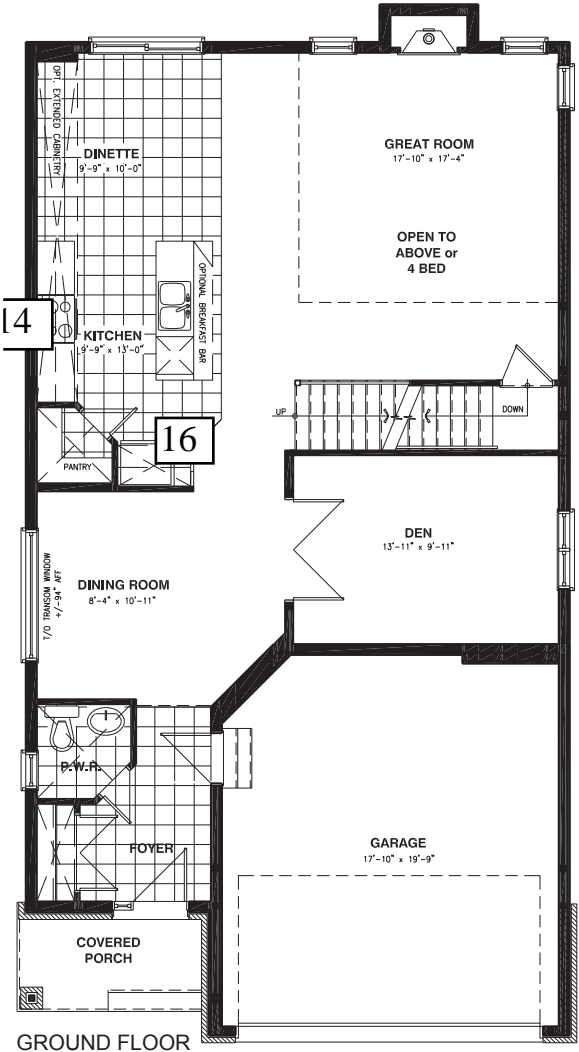 OPT. EXTENDED CABINETRY
DINETTE
9'-9" x 10'-0"
GREAT ROOM
17'-10" x 17'-4"
OPEN TO
ABOVE or
4 BED
14
KITCHEN
9'-9" x 13'-0"
OPTIONAL BREAKFAST BAR
UP
DOWN
16
PANTRY
DEN
13'-11" x 9'-11"
T/O TRANSOM WINDOW
+/-94" AFF
DINING ROOM
8'-4" x 10'-11"
P.W.R.
FOYER
GARAGE
17'-10" x 19'-9"
COVERED
PORCH
GROUND FLOOR